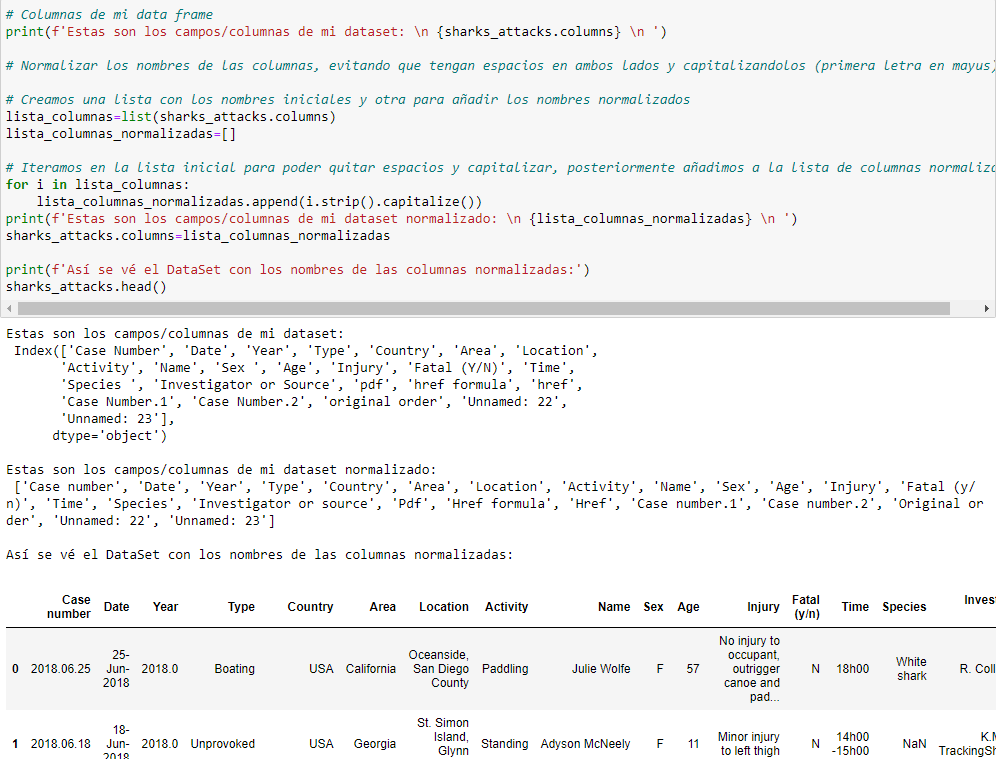 # Columnas de mi data frame
print(f'Estas son los campos/columnas de mi dataset: \n {sharks_attacks.columns} \n ')
# Normalizar los nombres de las columnas, evitando que tengan espacios en ambos lados y capitalizandolos (primera letra en mayus)
# Creamos una lista con los nombres iniciales y otra para añadir los nombres normalizados
lista_columnas=list(sharks_attacks.columns)
lista_columnas_normalizadas=[]
# Iteramos en la lista inicial para poder quitar espacios y capitalizar, posteriormente añadimos a la lista de columnas
for i in lista_columnas:
    lista_columnas_normalizadas.append(i.strip().capitalize())
print(f'Estas son los campos/columnas de mi dataset normalizado: \n {lista_columnas_normalizadas} \n ')
sharks_attacks.columns=lista_columnas_normalizadas
print(f'Así se vé el DataSet con los nombres de las columnas normalizadas:')
sharks_attacks.head()
Estas son los campos/columnas de mi dataset:
 Index(['Case Number', 'Date', 'Year', 'Type', 'Country', 'Area', 'Location',
       'Activity', 'Name', 'Sex ', 'Age', 'Injury', 'Fatal (Y/N)', 'Time',
       'Species ', 'Investigator or Source', 'pdf', 'href formula', 'href',
       'Case Number.1', 'Case Number.2', 'original order', 'Unnamed: 22',
       'Unnamed: 23'],
      dtype='object')
Estas son los campos/columnas de mi dataset normalizado:
 ['Case number', 'Date', 'Year', 'Type', 'Country', 'Area', 'Location', 'Activity', 'Name', 'Sex', 'Age', 'Injury', 'Fatal (y/
n)', 'Time', 'Species', 'Investigator or source', 'Pdf', 'Href formula', 'Href', 'Case number.1', 'Case number.2', 'Original or
der', 'Unnamed: 22', 'Unnamed: 23']
Así se vé el DataSet con los nombres de las columnas normalizadas:
Case
number Date Year Type Country Area Location Activity Name Sex Age Injury Fatal
(y/n) Time Species
0 2018.06.25 25-
Jun-
2018 2018.0 Boating USA California Oceanside,
San Diego
County Paddling Julie Wolfe F 57 No injury to
occupant,
outrigger
canoe and
pad... N 18h00 White
shark R.
1 2018.06.18 18-
Jun-
2018 2018.0 Unprovoked USA Georgia St. Simon
Island,
Glynn Standing Adyson McNeely F 11 Minor injury
to left thigh N 14h00
-15h00 NaN